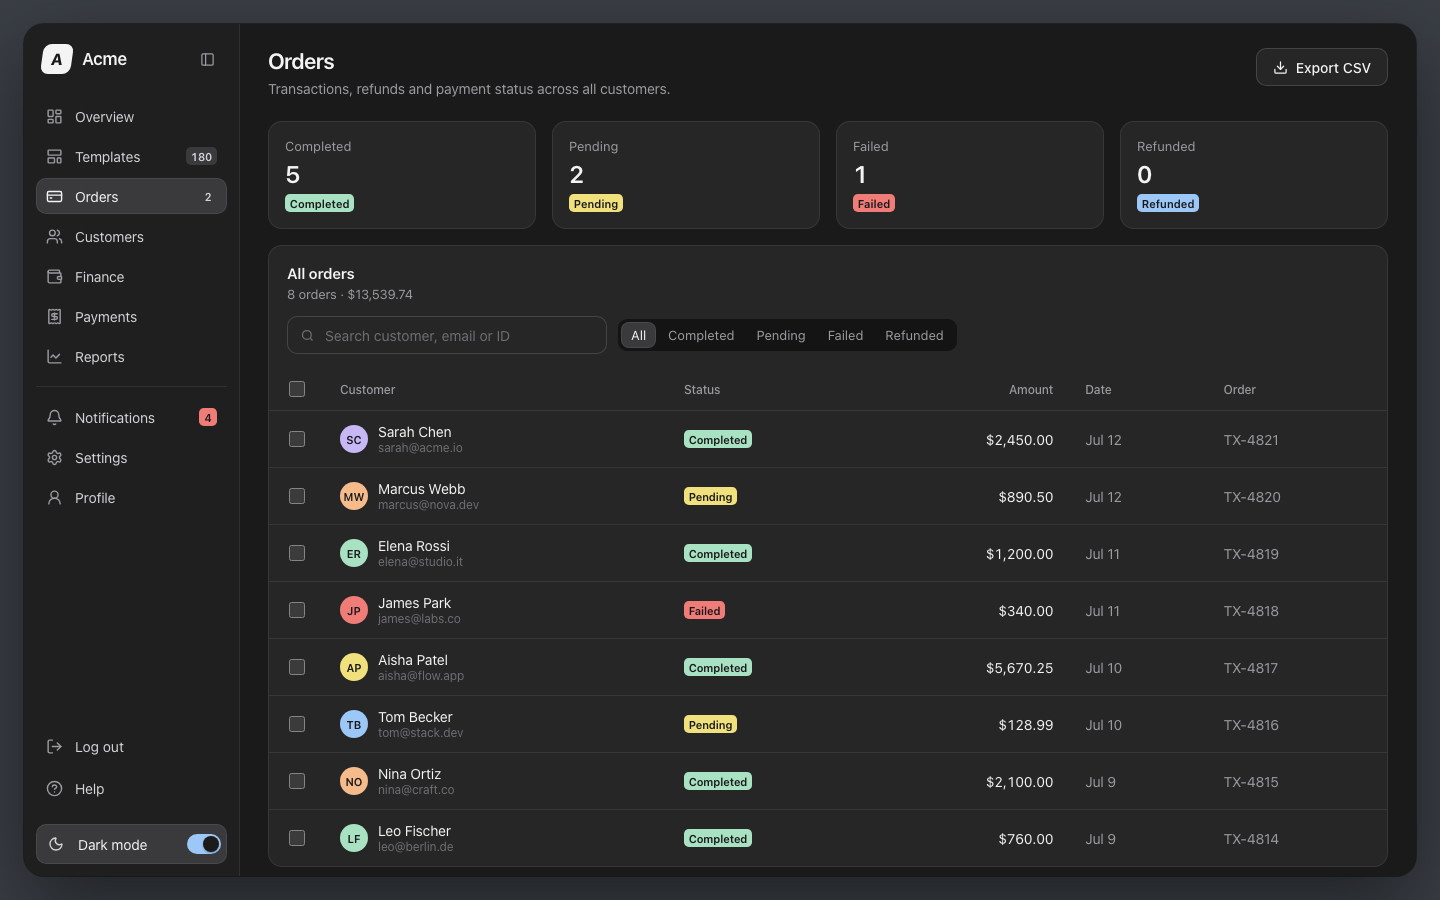 A Acme
Overview
Templates 180
Orders 2
Customers
Finance
Payments
Reports
Notifications 4
Settings
Profile
Log out
Help
Dark mode
Orders
Transactions, refunds and payment status across all customers.
Export CSV
Completed
5
Completed
Pending
2
Pending
Failed
1
Failed
Refunded
0
Refunded
All orders
8 orders · $13,539.74
Search customer, email or ID
All Completed Pending Failed Refunded
Customer Status Amount Date Order
SC Sarah Chen Completed $2,450.00 Jul 12 TX-4821
sarah@acme.io
MW Marcus Webb Pending $890.50 Jul 12 TX-4820
marcus@nova.dev
ER Elena Rossi Completed $1,200.00 Jul 11 TX-4819
elena@studio.it
JP James Park Failed $340.00 Jul 11 TX-4818
james@labs.co
AP Aisha Patel Completed $5,670.25 Jul 10 TX-4817
aisha@flow.app
TB Tom Becker Pending $128.99 Jul 10 TX-4816
tom@stack.dev
NO Nina Ortiz Completed $2,100.00 Jul 9 TX-4815
nina@craft.co
LF Leo Fischer Completed $760.00 Jul 9 TX-4814
leo@berlin.de